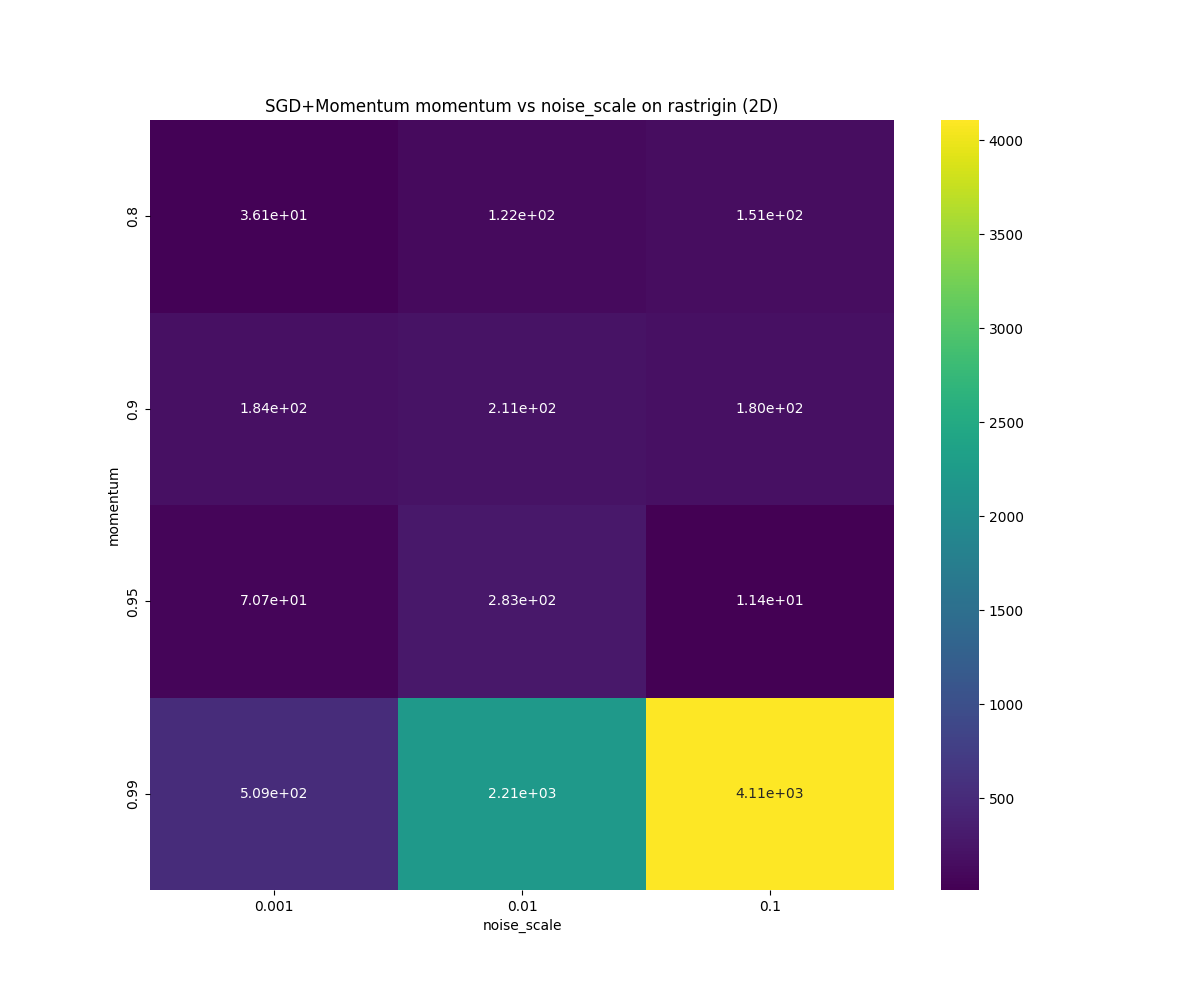 SGD+Momentum momentum vs noise_scale on rastrigin (2D)
momentum
0.8
3.61e+01
1.22e+02
1.51e+02
0.9
1.84e+02
2.11e+02
1.80e+02
0.95
7.07e+01
2.83e+02
1.14e+01
0.99
5.09e+02
2.21e+03
4.11e+03
0.001
0.01
0.1
noise_scale
4000
3500
3000
2500
2000
1500
1000
500